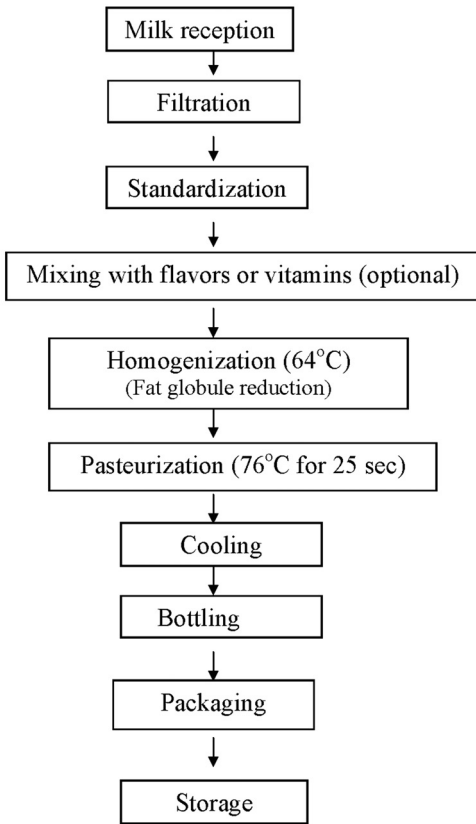 Milk reception
Filtration
Standardization
Mixing with flavors or vitamins (optional)
Homogenization (64°C)
(Fat globule reduction)
Pasteurization (76°C for 25 sec)
Cooling
Bottling
Packaging
Storage